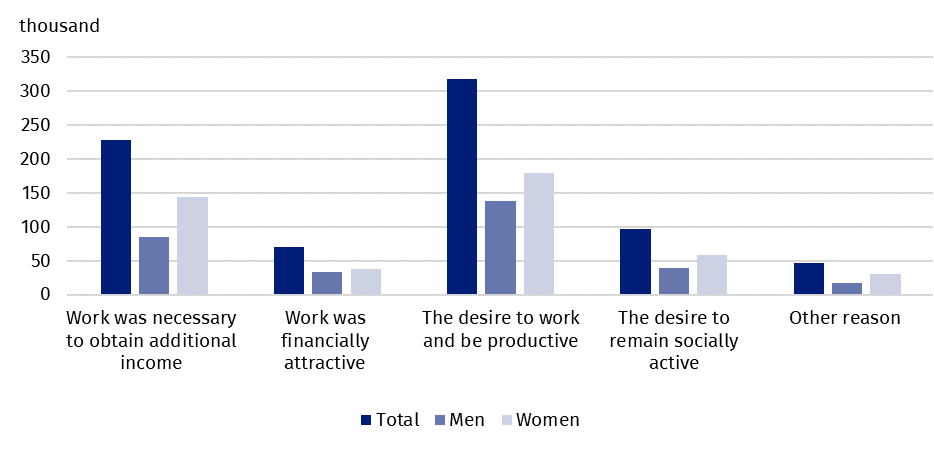 thousand
350
300
250
200
150
100
50
0
Work was necessary
to obtain additional
income
Work was
financially
attractive
The desire to work
and be productive
The desire to
remain socially
active
Other reason
Total Men Women